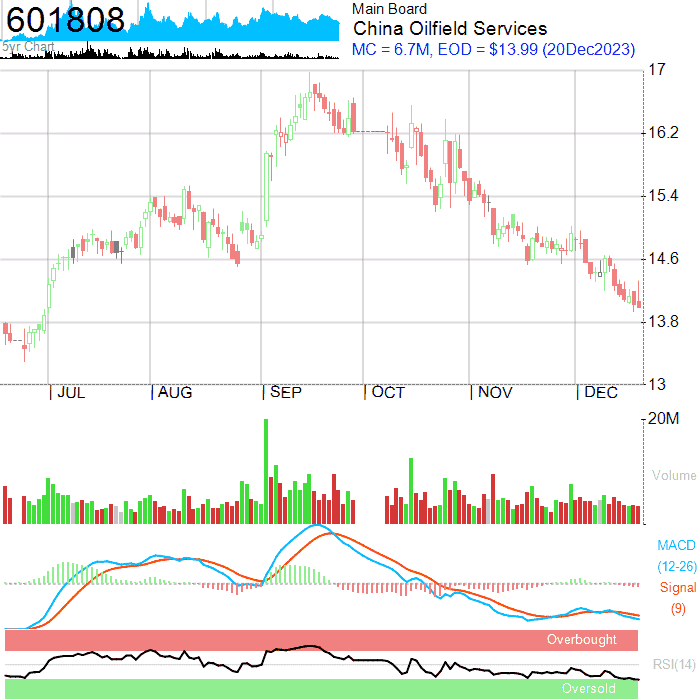 601808
5yr Chart
Main Board
China Oilfield Services
MC = 6.7M, EOD = $13.99 (20Dec2023)
17
16.2
15.4
14.6
13.8
13
JUL AUG SEP OCT NOV DEC
20M
Volume
MACD
(12-26)
Signal
(9)
Overbought
RSI(14)
Oversold